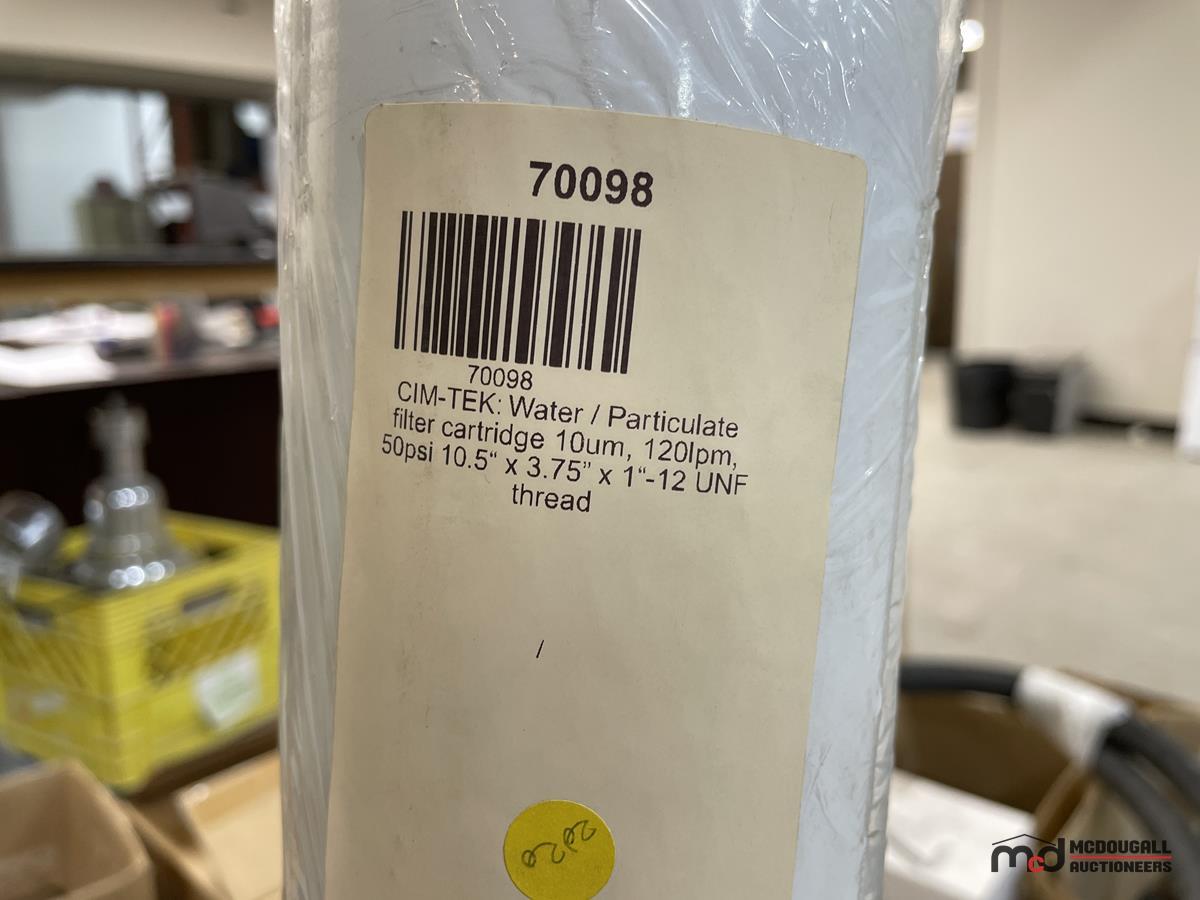 70098
70098
CIM-TEK: Water / Particulate
filter cartridge 10um, 120lpm,
50psi 10.5“ x 3.75” x 1“-12 UNF
thread
/
mcd MCDOUGALL
AUCTIONEERS